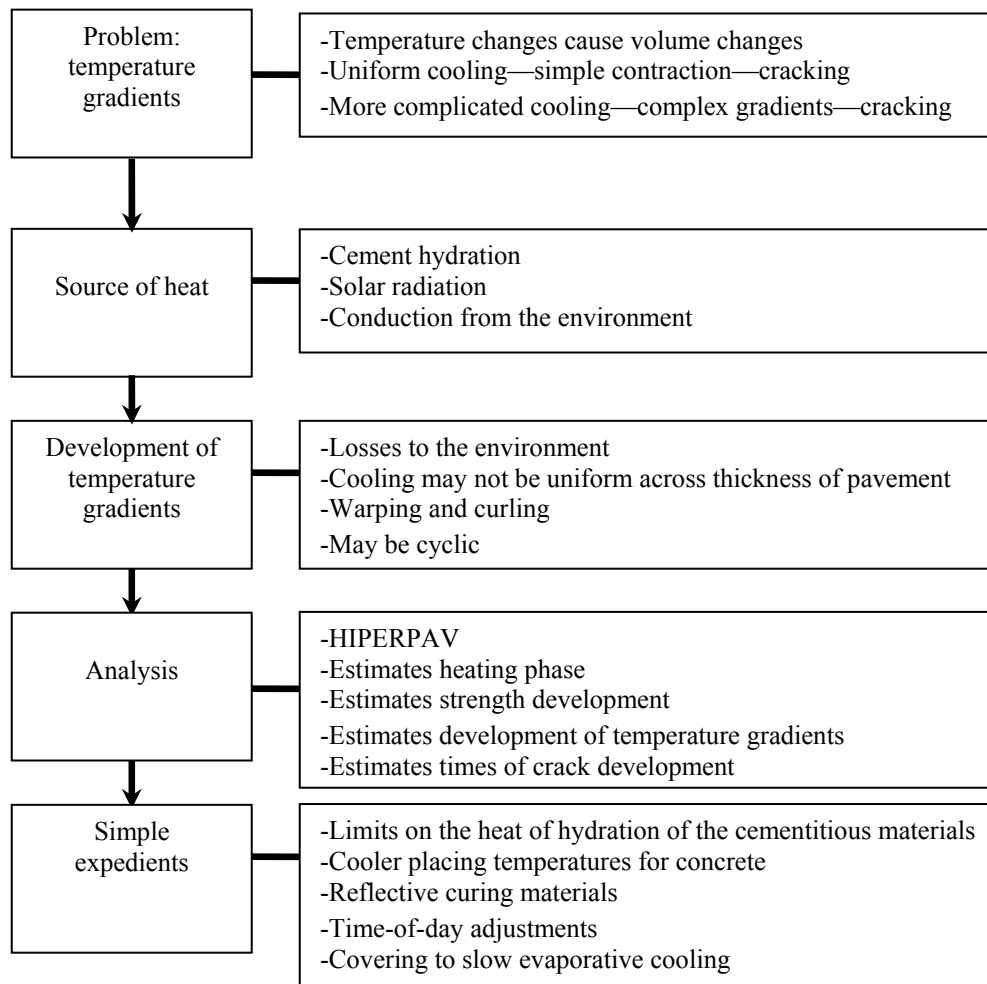 Problem:
temperature
gradients
-Temperature changes cause volume changes
-Uniform cooling—simple contraction—cracking
-More complicated cooling—complex gradients—cracking
Source of heat
-Cement hydration
-Solar radiation
-Conduction from the environment
Development of
temperature
gradients
-Losses to the environment
-Cooling may not be uniform across thickness of pavement
-Warping and curling
-May be cyclic
Analysis
-HIPERPAV
-Estimates heating phase
-Estimates strength development
-Estimates development of temperature gradients
-Estimates times of crack development
Simple
expedients
-Limits on the heat of hydration of the cementitious materials
-Cooler placing temperatures for concrete
-Reflective curing materials
-Time-of-day adjustments
-Covering to slow evaporative cooling